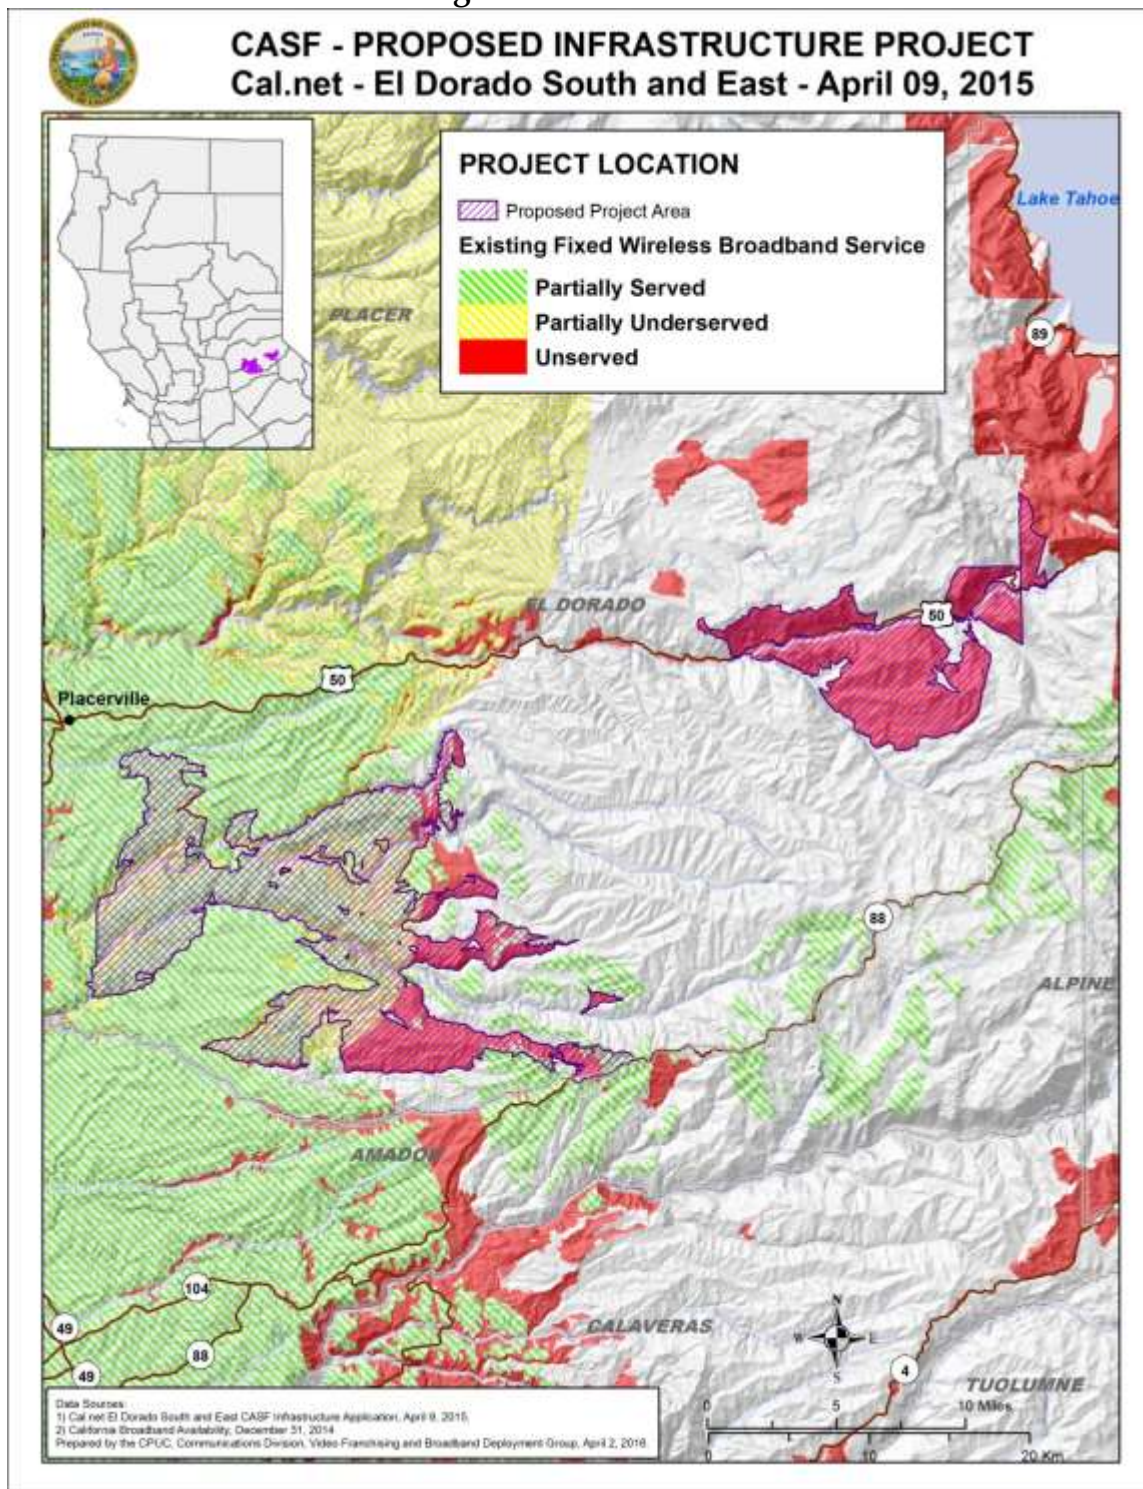 CASF - PROPOSED INFRASTRUCTURE PROJECT
Cal.net - El Dorado South and East - April 09, 2015
PROJECT LOCATION
Proposed Project Area
Existing Fixed Wireless Broadband Service
Partially Served
Partially Underserved
Unserved
Lake Tahoe
PLACER
89
EL DORADO
50
50
Placerville
88
ALPINE
AMADOR
104
49
88
49
CALAVERAS
N
W E
S
4
TUOLUMNE
0 5 10 Miles
0 10 20 Km
Data Sources:
1) Cal.net El Dorado South and East CASF Infrastructure Application, April 9, 2015.
2) California Broadband Availability, December 31, 2014
Prepared by the CPUC, Communications Division, Video Franchising and Broadband Deployment Group, April 2, 2016.